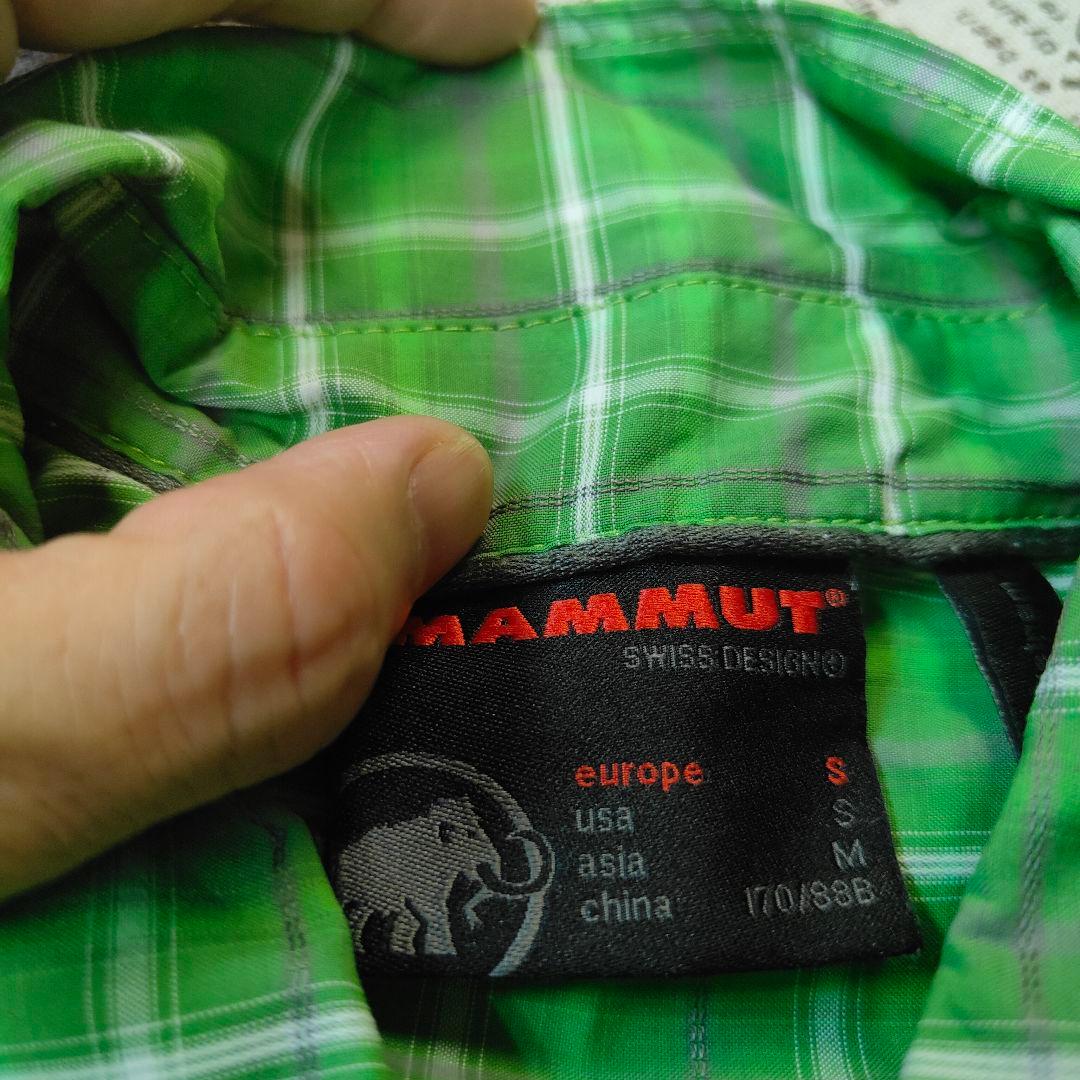 MAMMUT®
SWISS DESIGN
europe S
usa S
asia M
china 170/88B